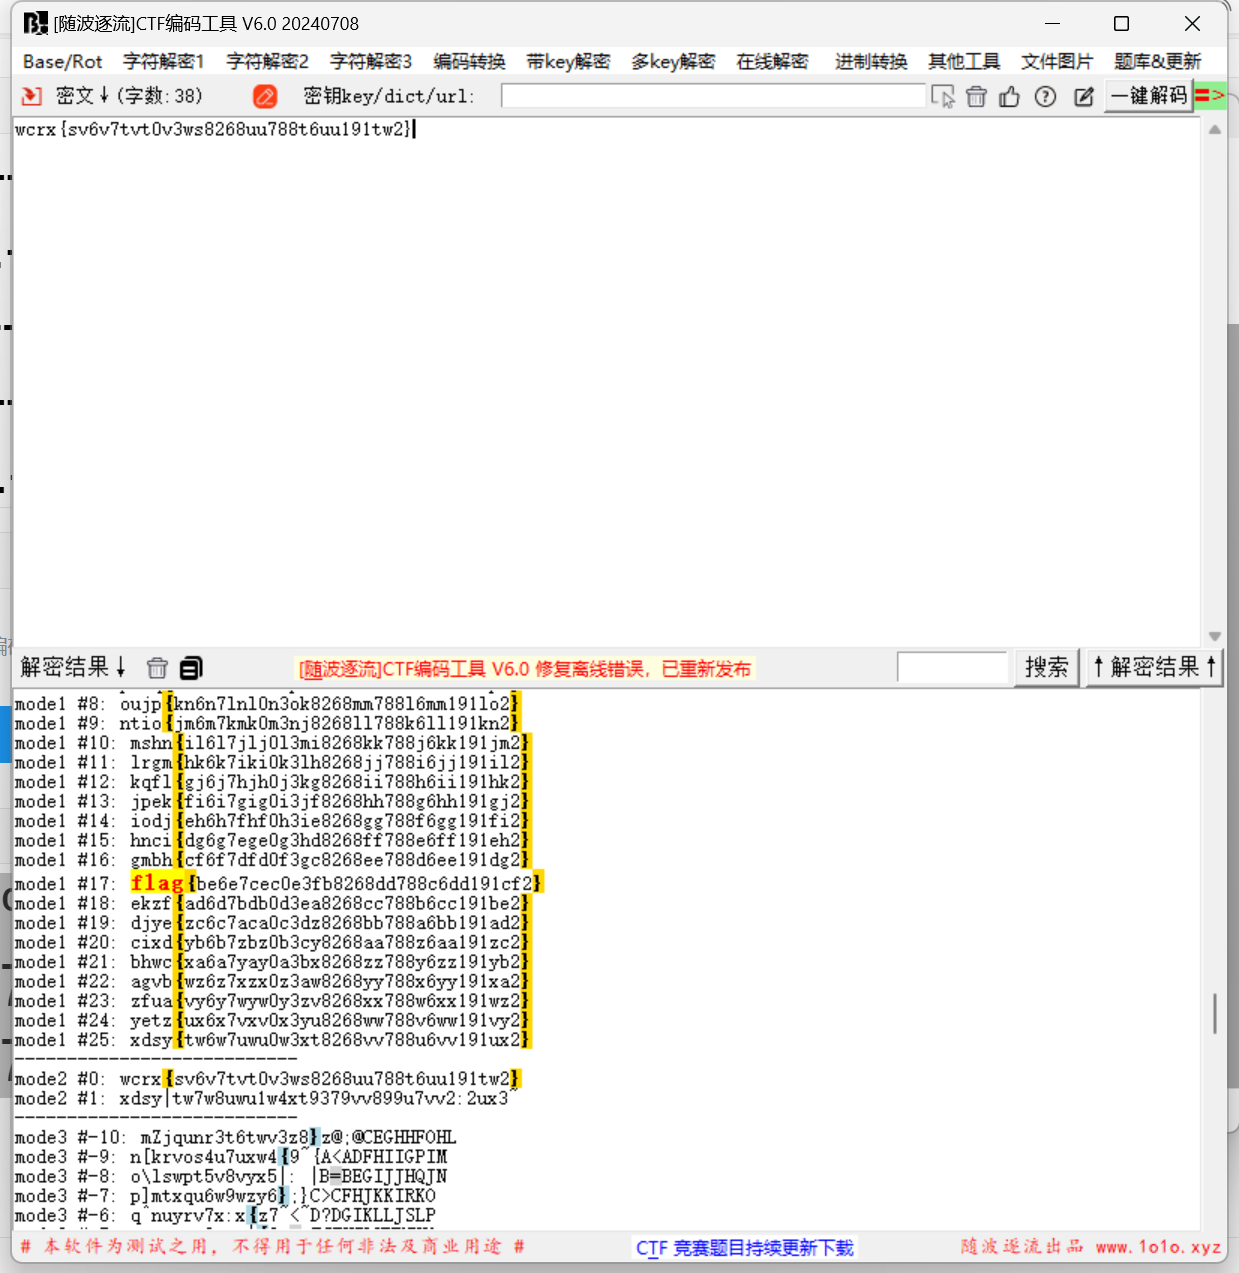 [随波逐流]CTF编码工具 V6.0 20240708
Base/Rot 字符解密1 字符解密2 字符解密3 编码转换 带key解密 多key解密 在线解密 进制转换 其他工具 文件图片 题库&更新
密文↓(字数:38) 密钥key/dict/url: 一键解码 =>
wcrx{sv6v7tvt0v3ws8268uu788t6uu191tw2}
解密结果↓ [随波逐流]CTF编码工具 V6.0 修复离线错误，已重新发布 搜索 ↑解密结果↑
mode1 #8: oujp{kn6n7lnl0n3ok8268mm788l6mm191lo2}
mode1 #9: ntio{jm6m7kmk0m3nj8268ll788k6ll191kn2}
mode1 #10: mshn{il6l7jlj0l3mi8268kk788j6kk191jm2}
mode1 #11: lrgm{hk6k7iki0k3lh8268jj788i6jj191il2}
mode1 #12: kqfl{gj6j7hjh0j3kg8268ii788h6ii191hk2}
mode1 #13: jpek{fi6i7gig0i3jf8268hh788g6hh191gj2}
mode1 #14: iodj{eh6h7fhf0h3ie8268gg788f6gg191fi2}
mode1 #15: hnci{dg6g7ege0g3hd8268ff788e6ff191eh2}
mode1 #16: gmbh{cf6f7dfd0f3gc8268ee788d6ee191dg2}
mode1 #17: flag{be6e7cec0e3fb8268dd788c6dd191cf2}
mode1 #18: ekzf{ad6d7bdb0d3ea8268cc788b6cc191be2}
mode1 #19: djye{zc6c7aca0c3dz8268bb788a6bb191ad2}
mode1 #20: cixd{yb6b7zbz0b3cy8268aa788z6aa191zc2}
mode1 #21: bhwc{xa6a7yay0a3bx8268zz788y6zz191yb2}
mode1 #22: agvb{wz6z7xzx0z3aw8268yy788x6yy191xa2}
mode1 #23: zfua{vy6y7wyw0y3zv8268xx788w6xx191wz2}
mode1 #24: yetz{ux6x7vxv0x3yu8268ww788v6ww191vy2}
mode1 #25: xdsy{tw6w7uwu0w3xt8268vv788u6vv191ux2}
---------------------------
mode2 #0: wcrx{sv6v7tvt0v3ws8268uu788t6uu191tw2}
mode2 #1: xdsy|tw7w8uwu1w4xt9379vv899u7vv2:2ux3~
---------------------------
mode3 #-10: mZjqunr3t6twv3z8}z@;@CEGHHFOHL
mode3 #-9: n[krvos4u7uxw4{9~{A<ADFHIIGPIM
mode3 #-8: o\lswpt5v8vyx5|: |B=BEGIJJHQJN
mode3 #-7: p]mtxqu6w9wzy6};}C>CFHJKKIRKO
mode3 #-6: q^nuyrv7x:x{z7~<~D?DGIKLLJSLP
# 本软件为测试之用，不得用于任何非法及商业用途 # CTF 竞赛题目持续更新下载 随波逐流出品 www.1o1o.xyz